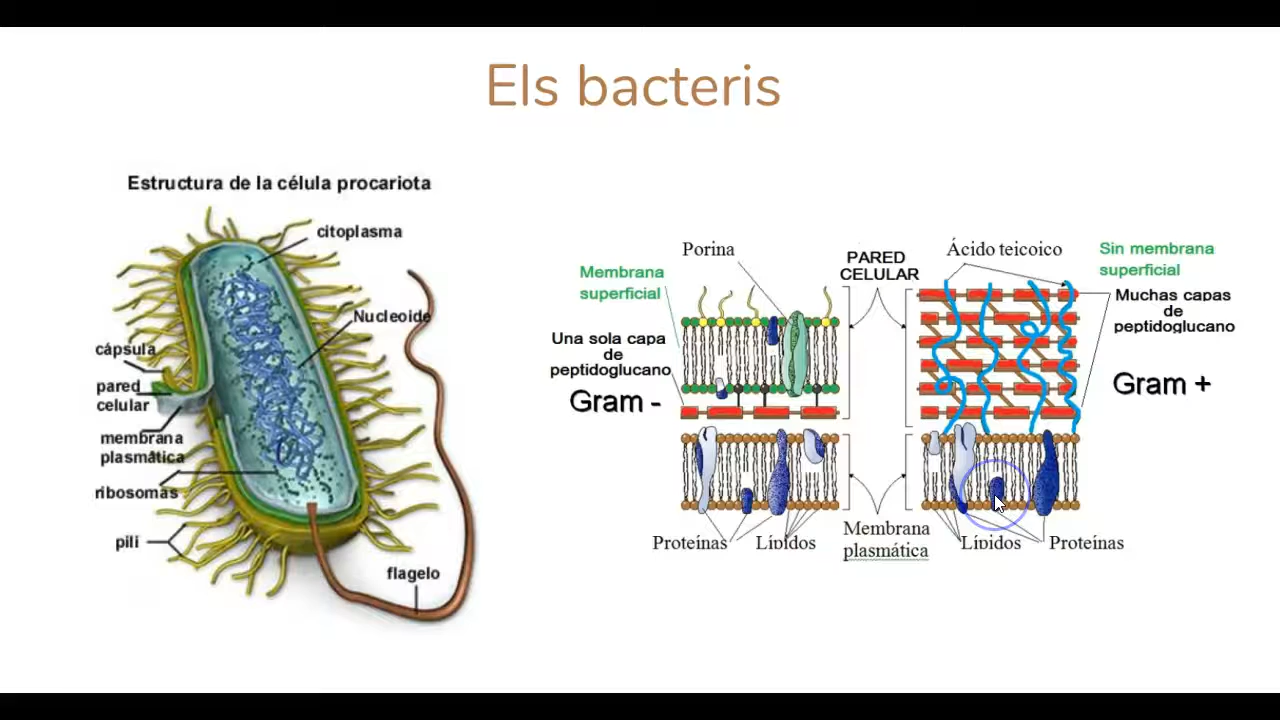 Els bacteris
Estructura de la célula procariota
citoplasma
Nucleoide
cápsula
pared
celular
membrana
plasmática
ribosomas
pili
flagelo
Porina
Membrana
superficial
Una sola capa
de
peptidoglucano
Gram -
PARED
CELULAR
Ácido teicoico
Sin membrana
superficial
Muchas capas
de
peptidoglucano
Gram +
Proteínas
Lípidos
Membrana
plasmática
Lípidos
Proteínas